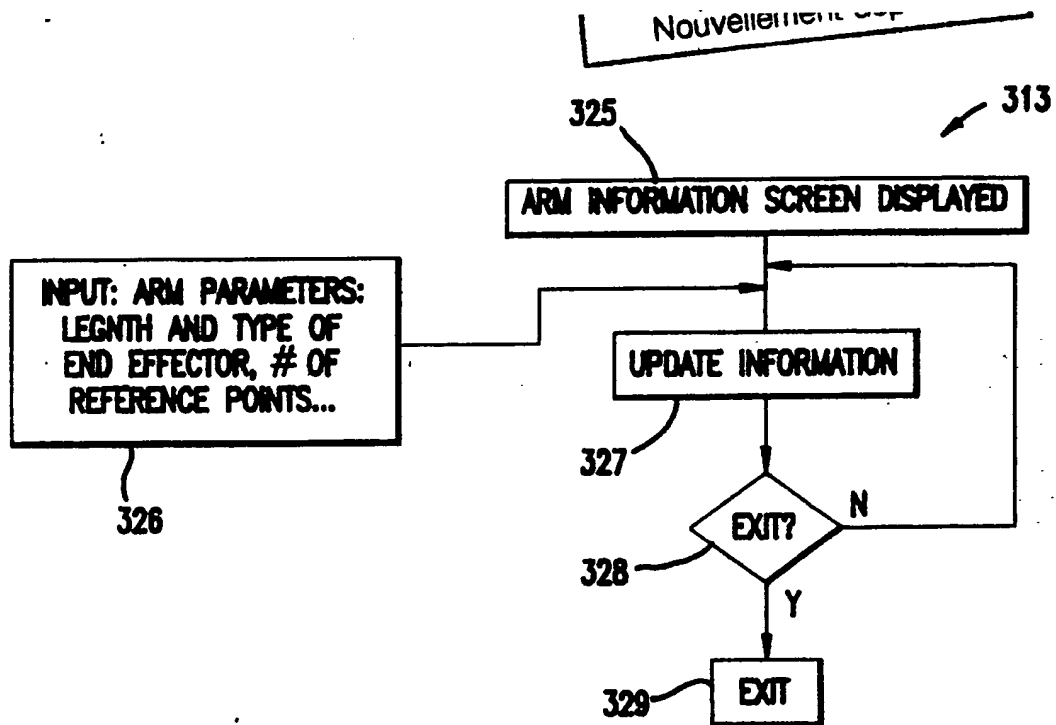 Nouvellement
325
313
ARM INFORMATION SCREEN DISPLAYED
INPUT: ARM PARAMETERS:
LEGNTH AND TYPE OF
END EFFECTOR, # OF
REFERENCE POINTS...
326
UPDATE INFORMATION
327
EXIT?
N
328
Y
EXIT
329